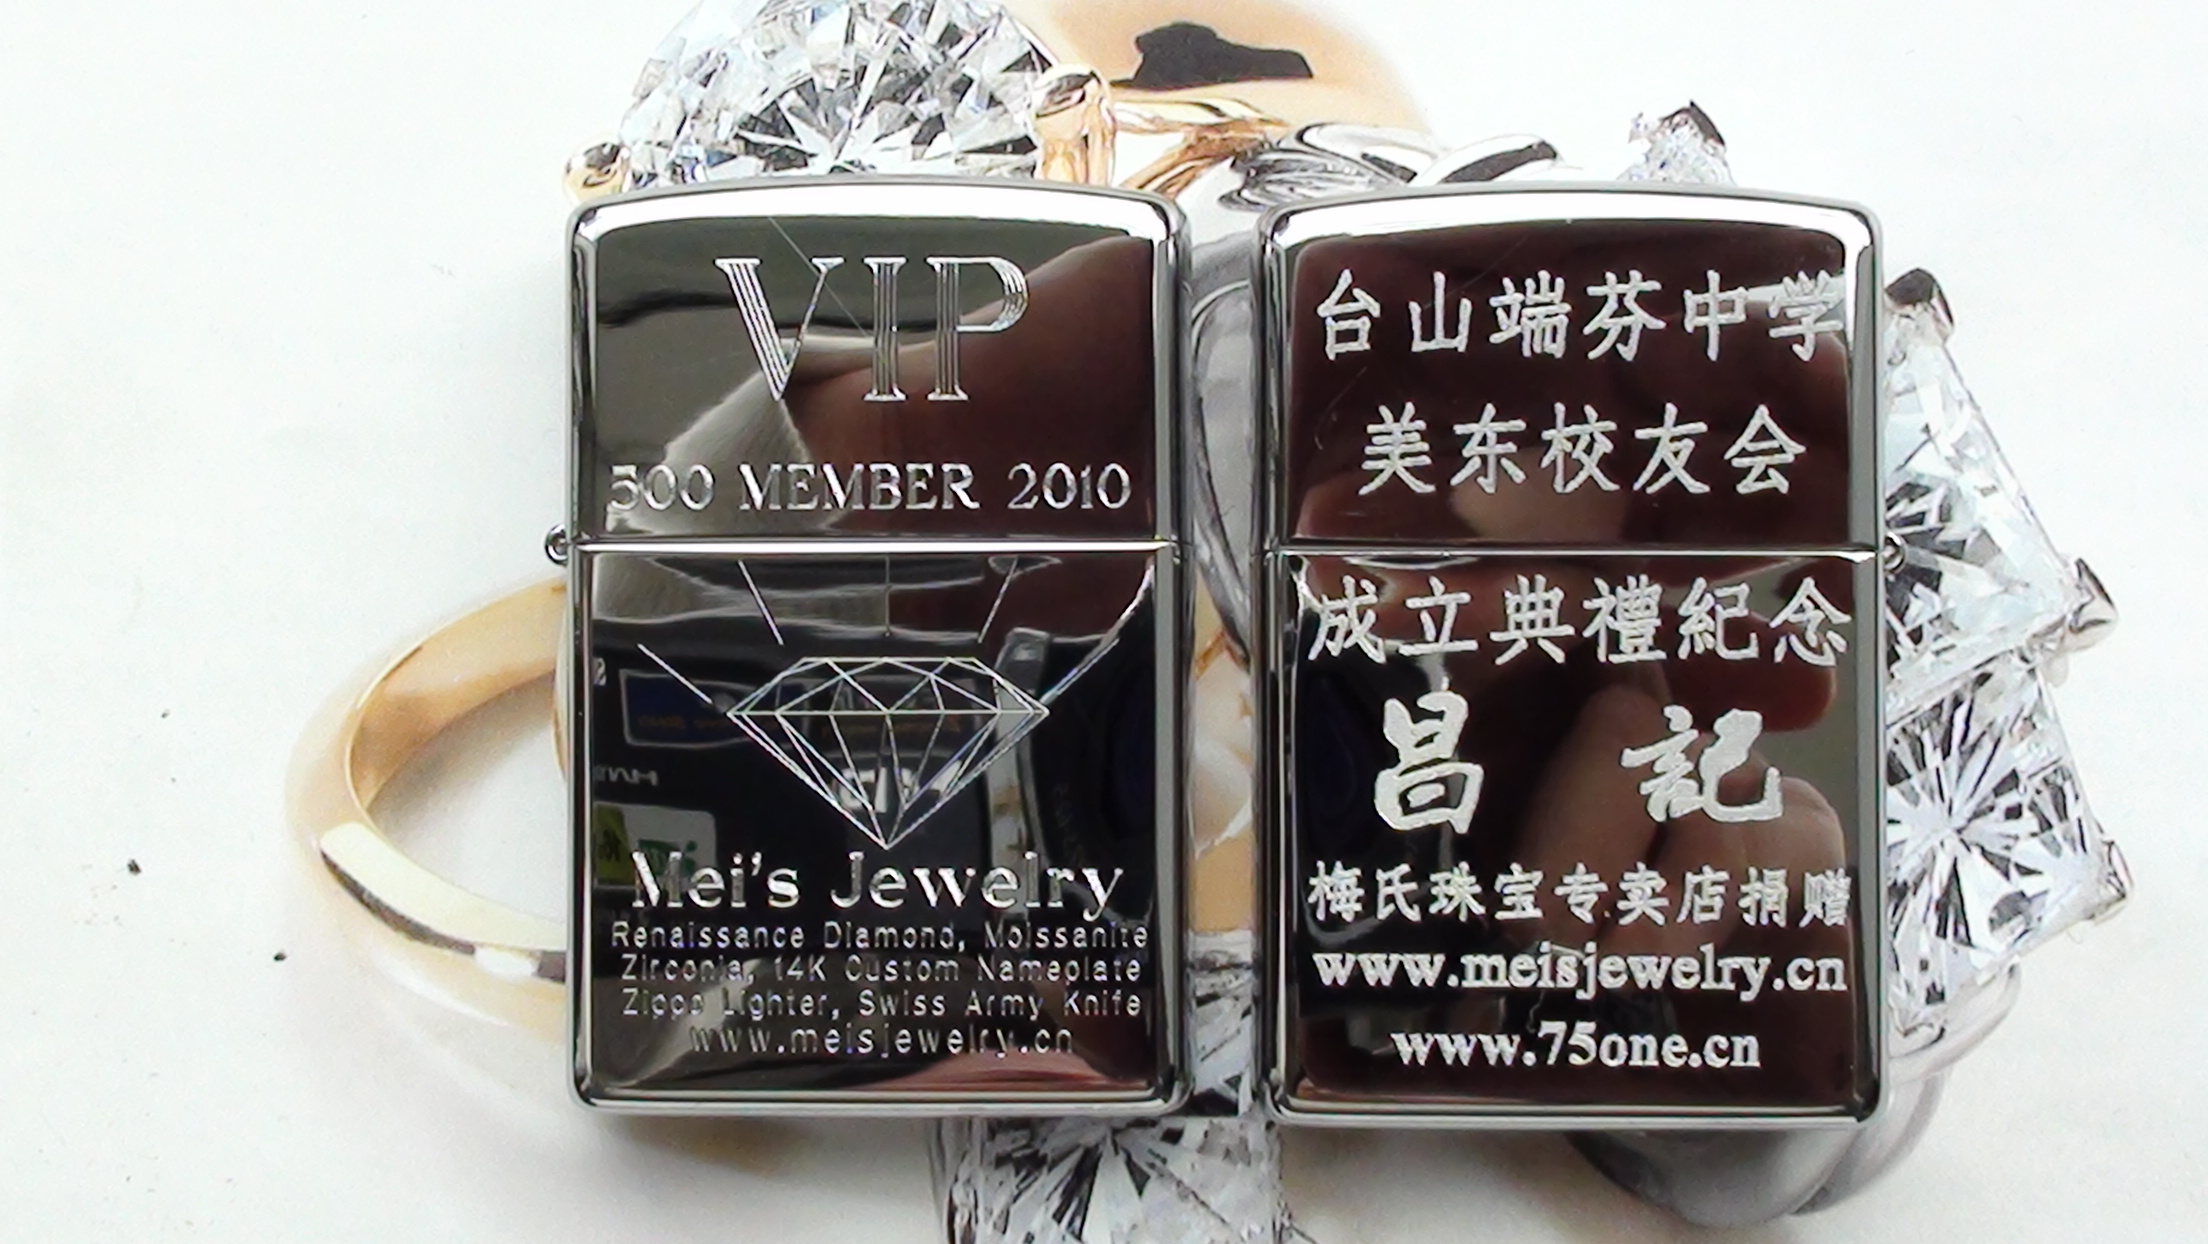 VIP
500 MEMBER 2010
Mei's Jewelry
Renaissance Diamond, Moissanite
Zirconia, 14K Custom Nameplate
Zippo Lighter, Swiss Army Knife
www.meisjewelry.cn
台山端芬中学
美东校友会
成立典禮紀念
昌 記
梅氏珠宝专卖店捐赠
www.meisjewelry.cn
www.75one.cn